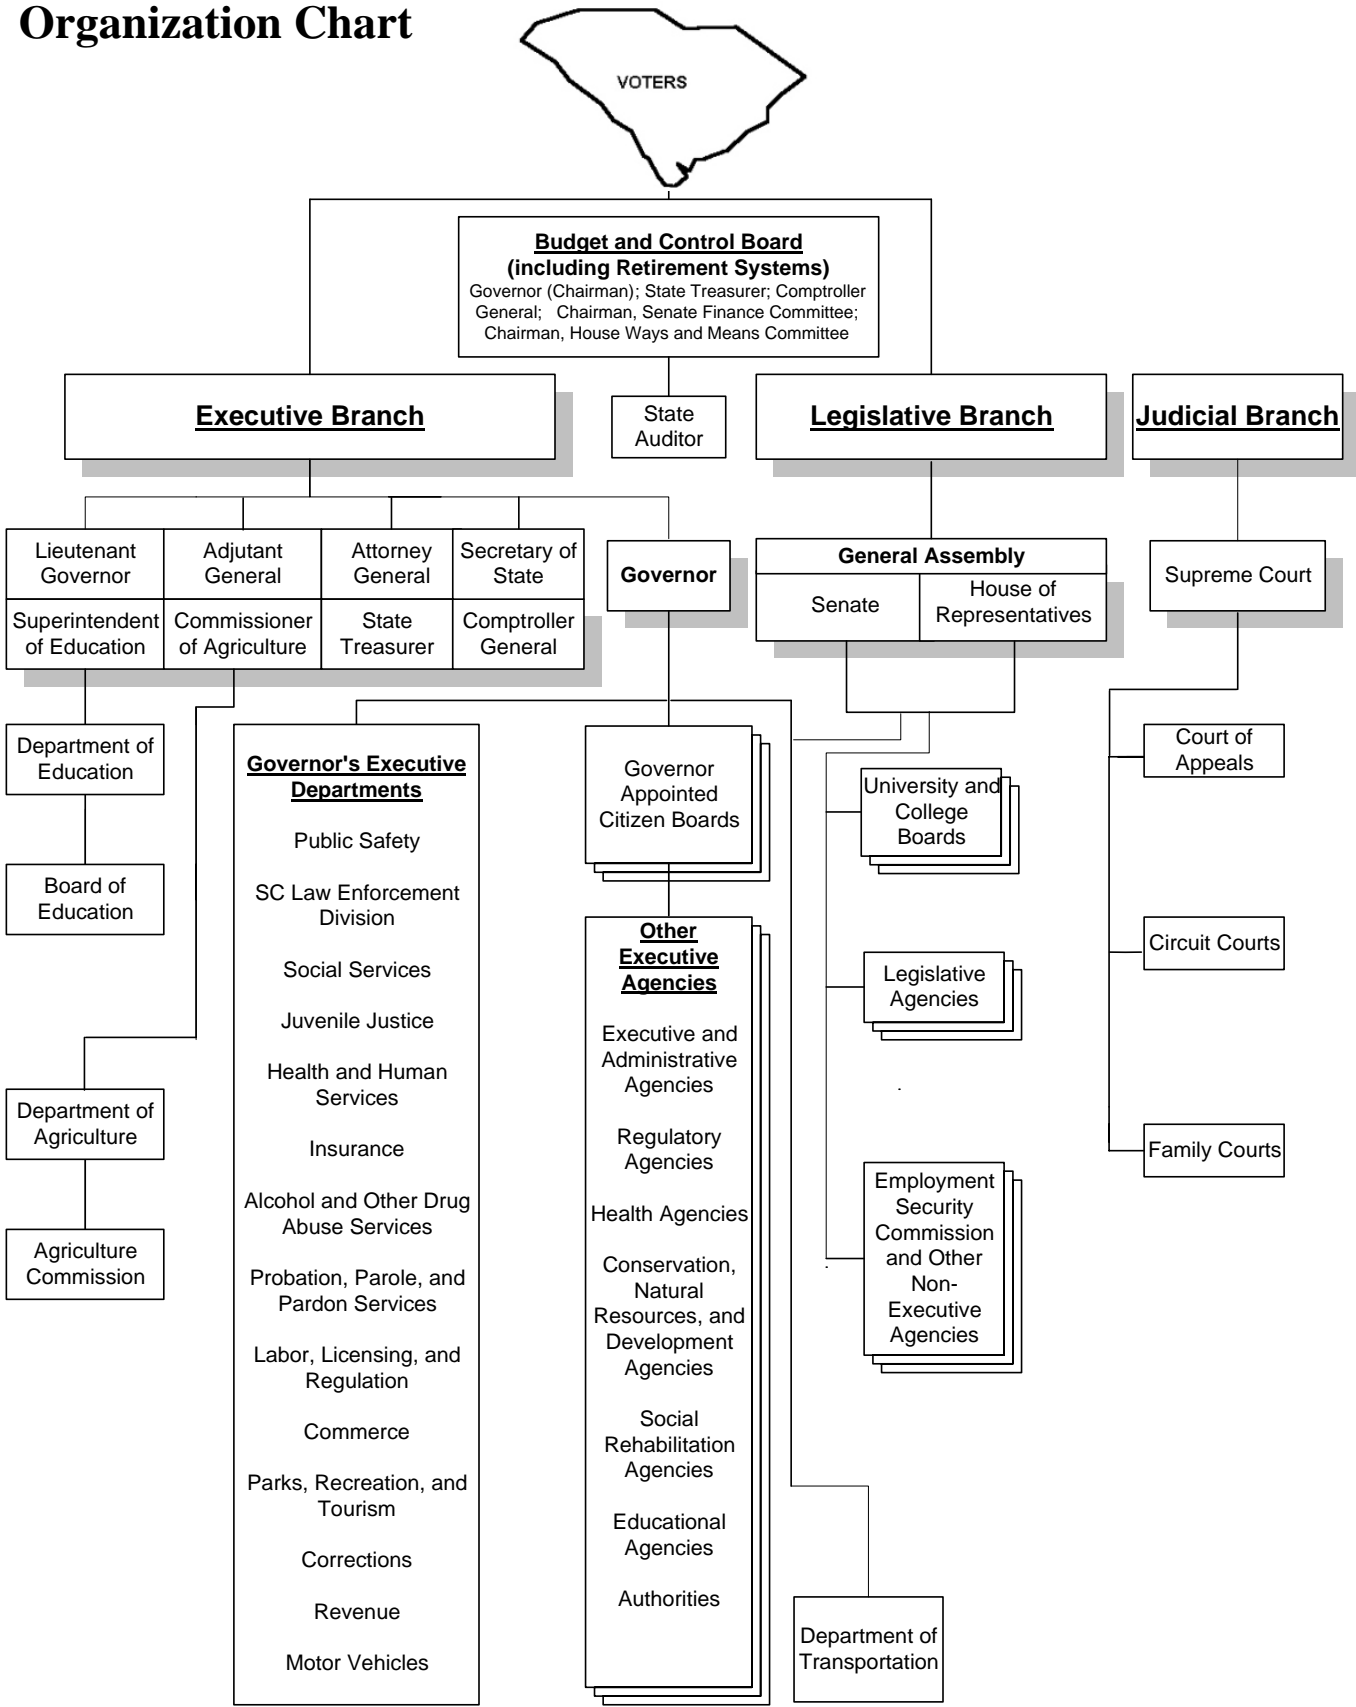 Organization Chart
VOTERS
Budget and Control Board
(including Retirement Systems)
Governor (Chairman); State Treasurer; Comptroller
General; Chairman, Senate Finance Committee;
Chairman, House Ways and Means Committee
Executive Branch
State
Auditor
Legislative Branch
Judicial Branch
Lieutenant
Governor
Adjutant
General
Attorney
General
Secretary of
State
Superintendent
of Education
Commissioner
of Agriculture
State
Treasurer
Comptroller
General
Governor
General Assembly
Senate
House of
Representatives
Supreme Court
Department of
Education
Board of
Education
Department of
Agriculture
Agriculture
Commission
Governor's Executive
Departments
Public Safety
SC Law Enforcement
Division
Social Services
Juvenile Justice
Health and Human
Services
Insurance
Alcohol and Other Drug
Abuse Services
Probation, Parole, and
Pardon Services
Labor, Licensing, and
Regulation
Commerce
Parks, Recreation, and
Tourism
Corrections
Revenue
Motor Vehicles
Governor
Appointed
Citizen Boards
Other
Executive
Agencies
Executive and
Administrative
Agencies
Regulatory
Agencies
Health Agencies
Conservation,
Natural
Resources, and
Development
Agencies
Social
Rehabilitation
Agencies
Educational
Agencies
Authorities
University and
College
Boards
Legislative
Agencies
Employment
Security
Commission
and Other
Non-
Executive
Agencies
Department of
Transportation
Court of
Appeals
Circuit Courts
Family Courts